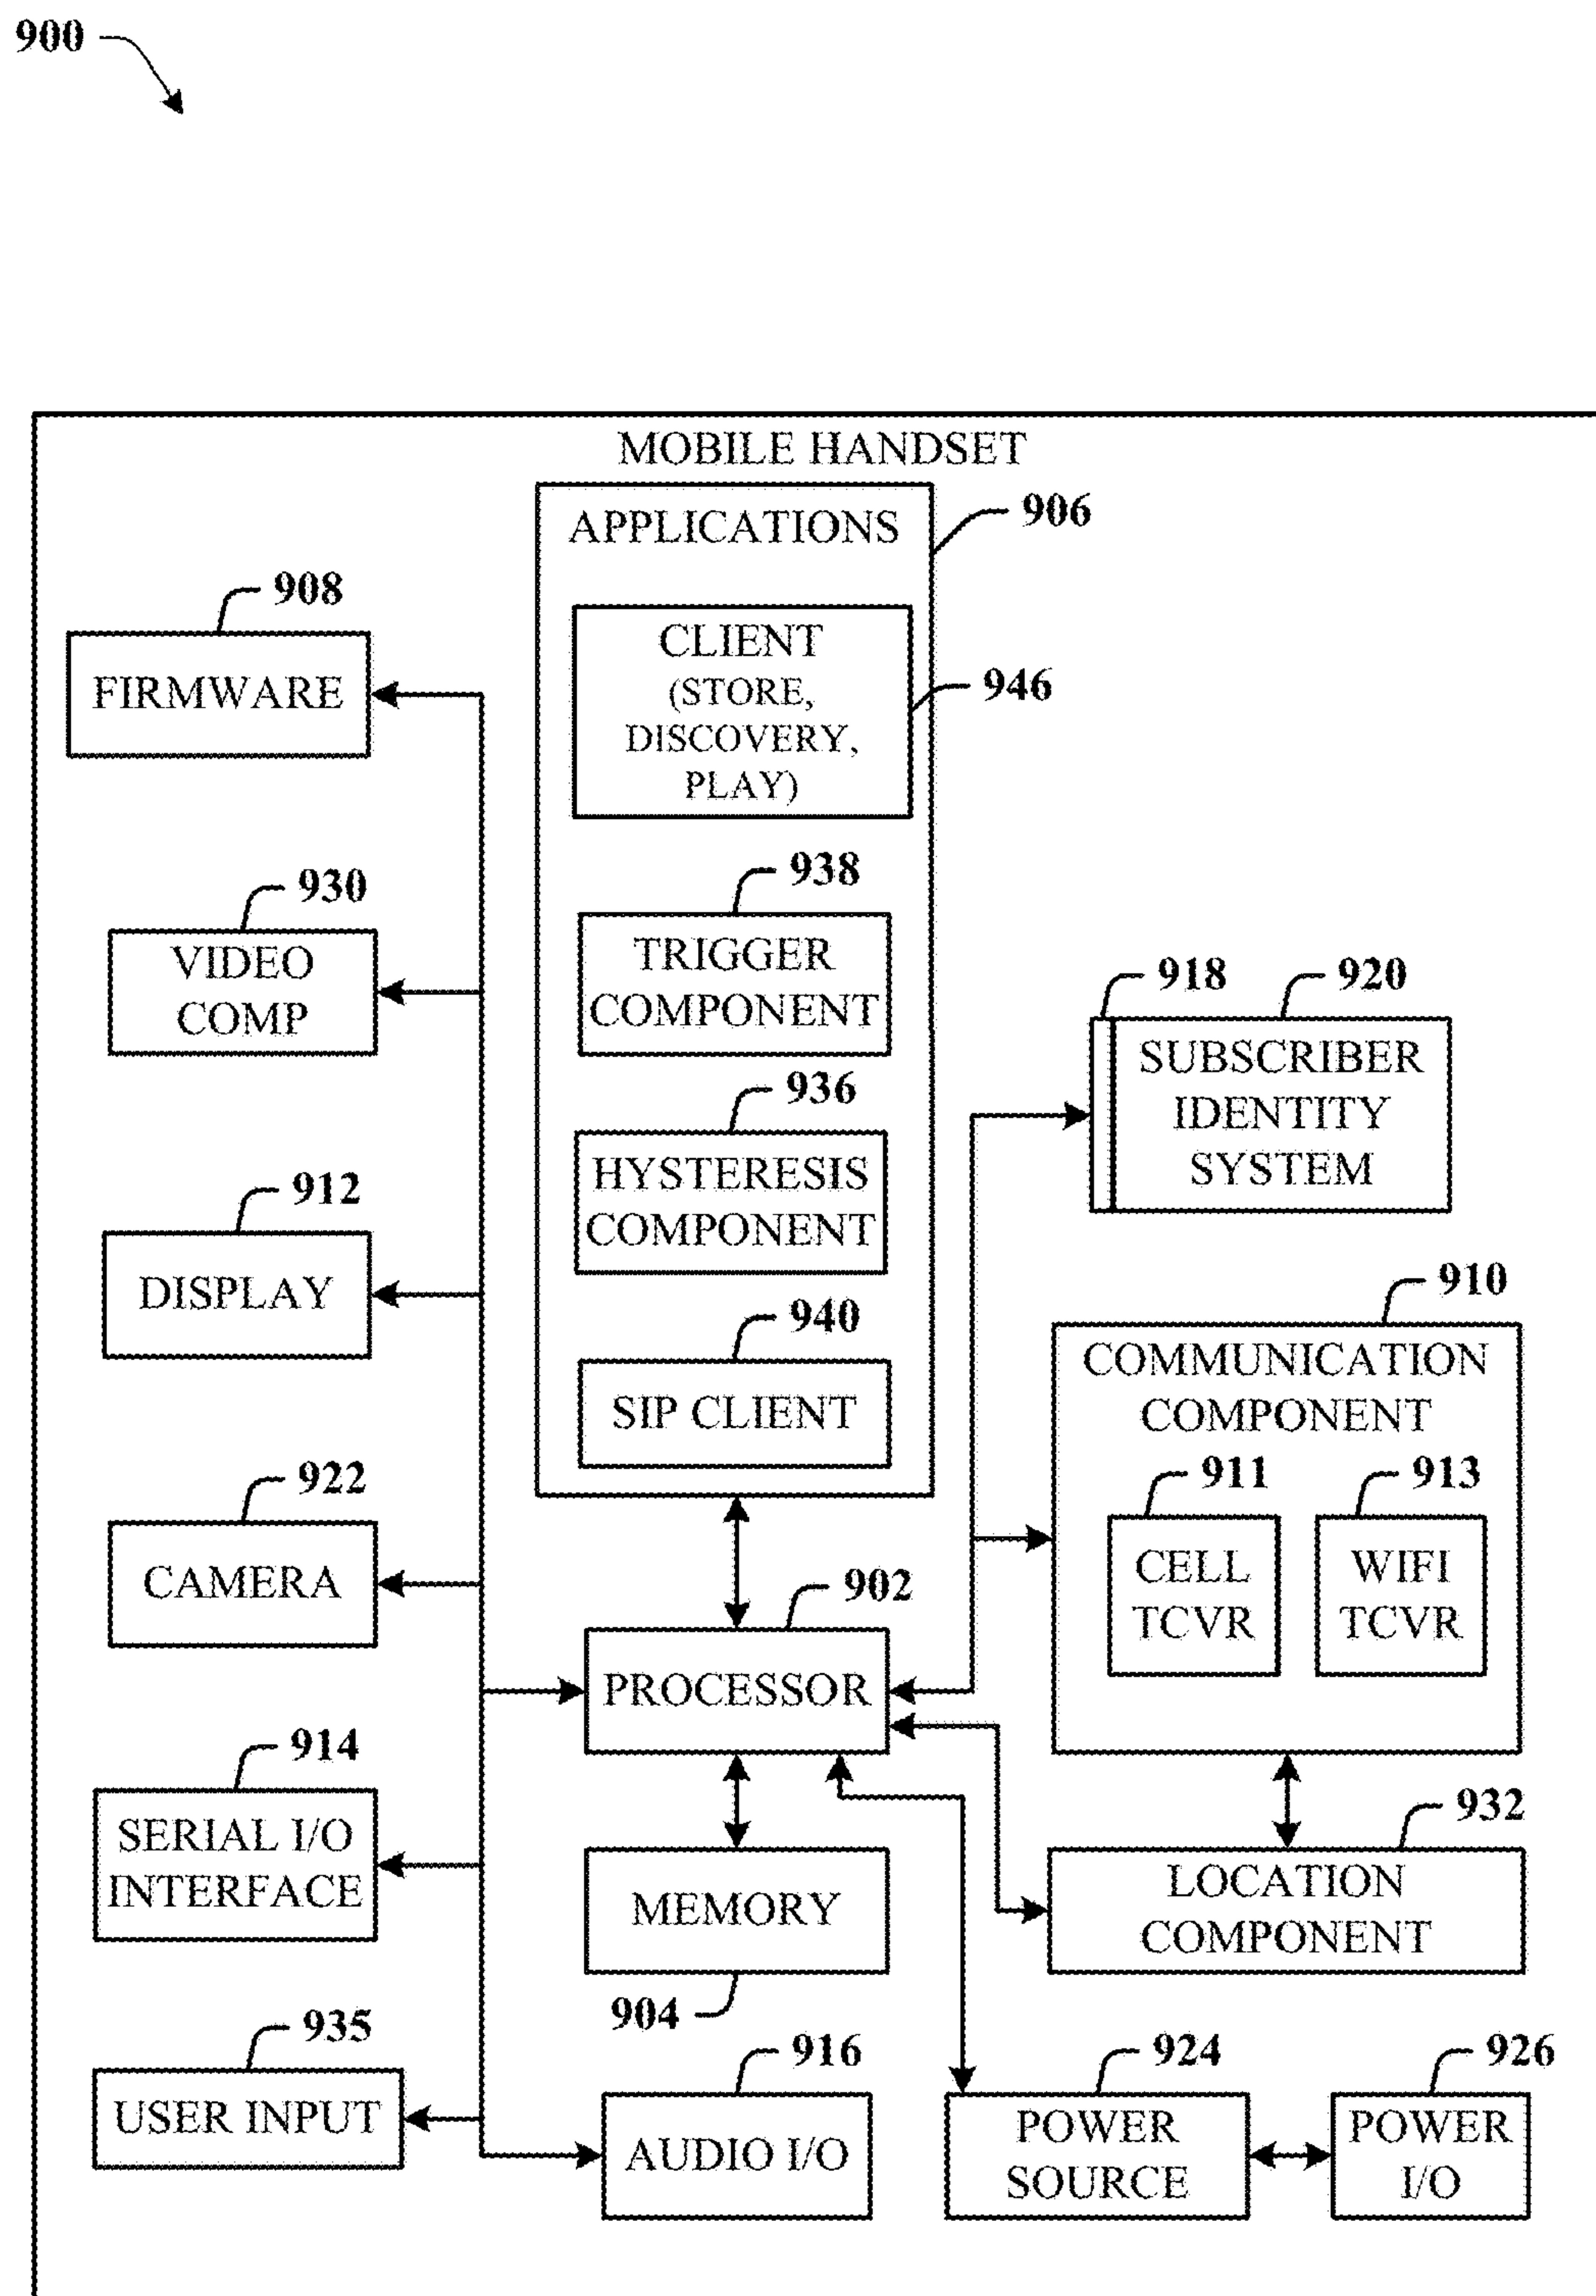 900
MOBILE HANDSET
APPLICATIONS
906
CLIENT
(STORE,
DISCOVERY,
PLAY)
946
908
FIRMWARE
938
TRIGGER
COMPONENT
930
VIDEO
COMP
936
HYSTERESIS
COMPONENT
918
920
SUBSCRIBER
IDENTITY
SYSTEM
912
DISPLAY
940
SIP CLIENT
910
COMMUNICATION
COMPONENT
911
CELL
TCVR
913
WIFI
TCVR
922
CAMERA
902
PROCESSOR
914
SERIAL I/O
INTERFACE
MEMORY
904
932
LOCATION
COMPONENT
935
USER INPUT
916
AUDIO I/O
924
POWER
SOURCE
926
POWER
I/O